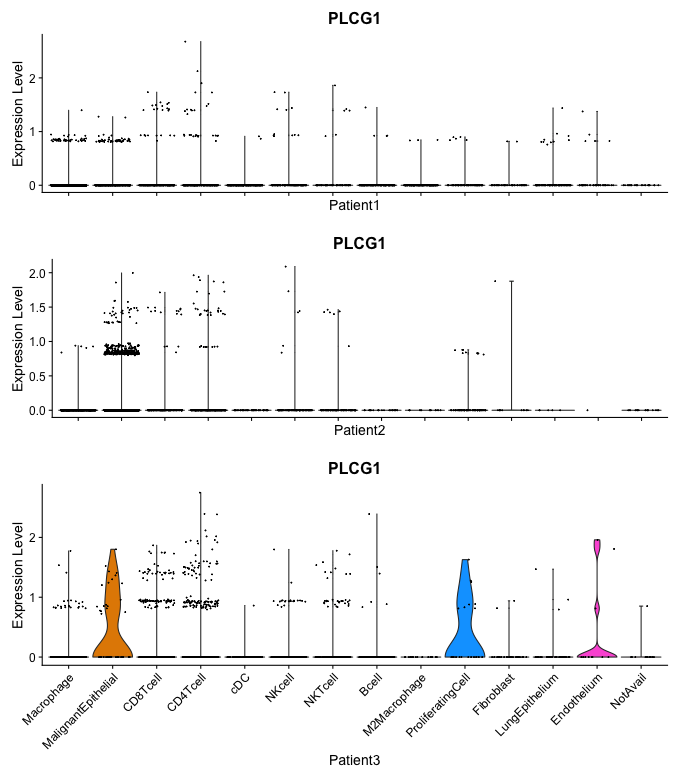 PLCG1
Expression Level
2
1
0
Patient1
PLCG1
Expression Level
2.0
1.5
1.0
0.5
0.0
Patient2
PLCG1
Expression Level
2
1
0
Macrophage
MalignantEpithelial
CD8Tcell
CD4Tcell
cDC
NKcell
NKTcell
Bcell
M2Macrophage
ProliferatingCell
Fibroblast
LungEpithelium
Endothelium
NotAvail
Patient3